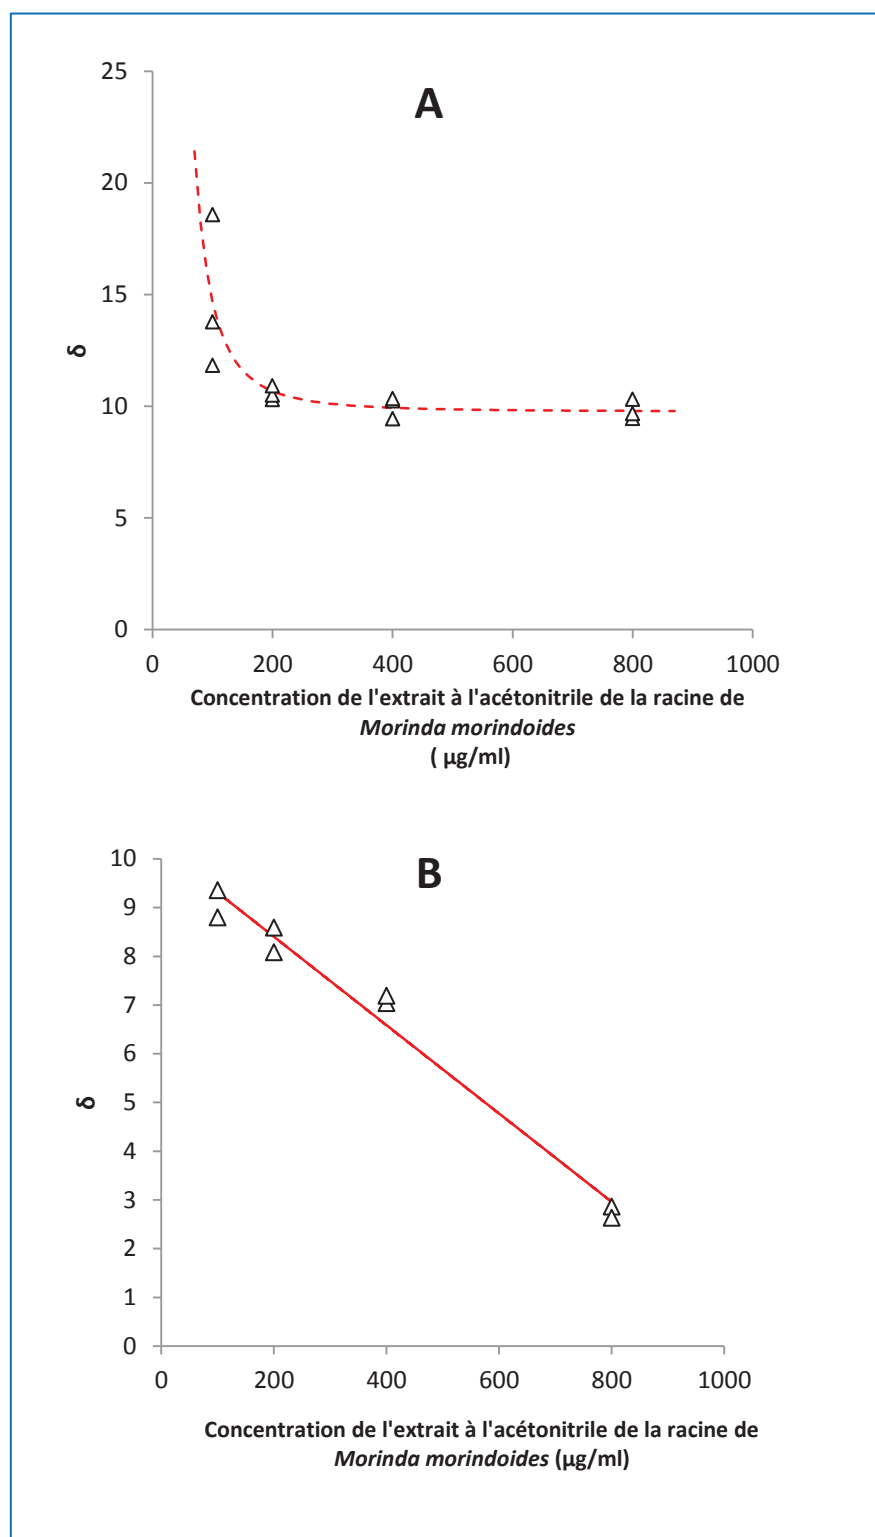 A
25
20
15
10
5
0
δ
0 200 400 600 800 1000
Concentration de l'extrait à l'acétonitrile de la racine de
Morinda morindoides
( µg/ml)
B
10
9
8
7
6
5
4
3
2
1
0
δ
0 200 400 600 800 1000
Concentration de l'extrait à l'acétonitrile de la racine de
Morinda morindoides (µg/ml)